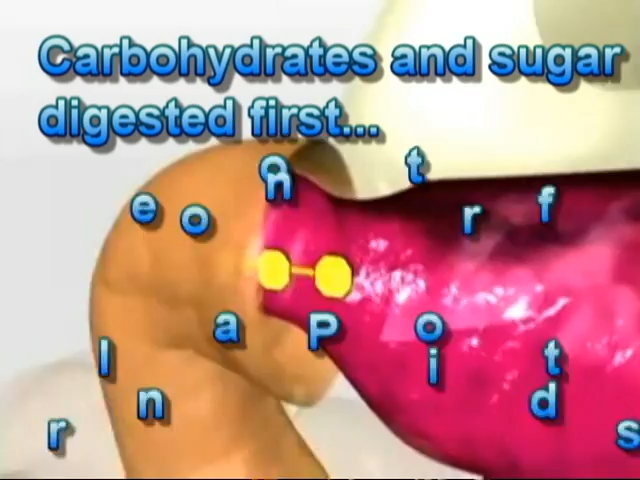 Carbohydrates and sugar
digested first...
o
n
t
e
o
r
f
a
P
o
l
i
t
n
d
r
s